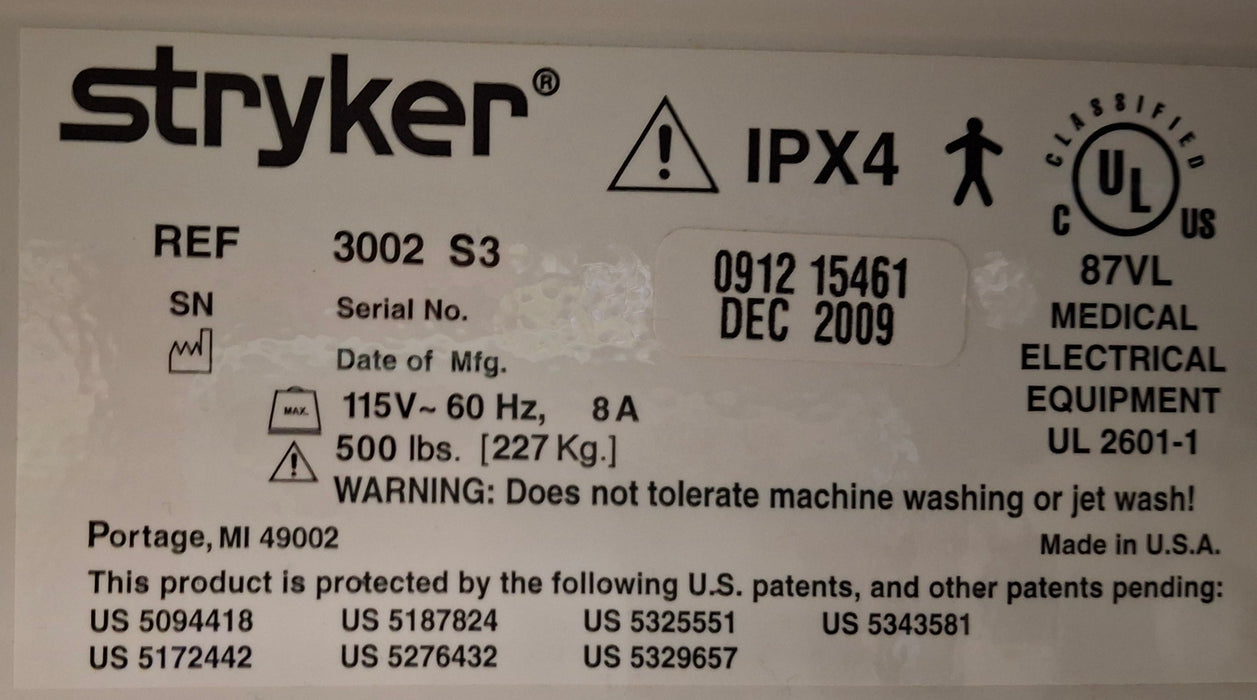 stryker®
IPX4
CLASSIFIED
C UL US
REF 3002 S3
0912 15461
SN Serial No.
DEC 2009
Date of Mfg.
87VL
MEDICAL
ELECTRICAL
EQUIPMENT
UL 2601-1
MAX. 115V~ 60 Hz, 8 A
500 lbs. [227 Kg.]
WARNING: Does not tolerate machine washing or jet wash!
Portage, MI 49002
Made in U.S.A.
This product is protected by the following U.S. patents, and other patents pending:
US 5094418 US 5187824 US 5325551 US 5343581
US 5172442 US 5276432 US 5329657